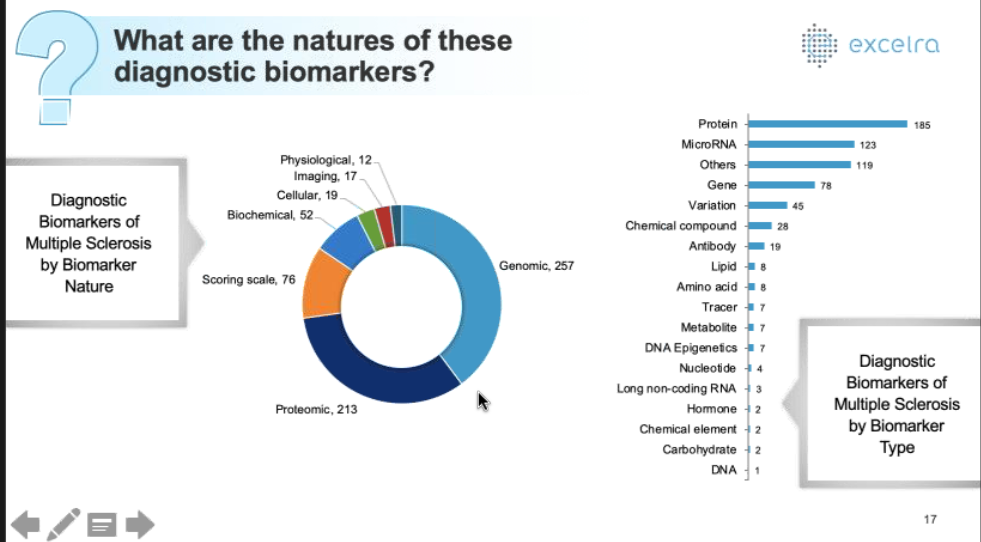 ?
What are the natures of these
diagnostic biomarkers?
excelra
Diagnostic
Biomarkers of
Multiple Sclerosis
by Biomarker
Nature
Physiological, 12
Imaging, 17
Cellular, 19
Biochemical, 52
Scoring scale, 76
Genomic, 257
Proteomic, 213
Protein 185
MicroRNA 123
Others 119
Gene 78
Variation 45
Chemical compound 28
Antibody 19
Lipid 8
Amino acid 8
Tracer 7
Metabolite 7
DNA Epigenetics 7
Nucleotide 4
Long non-coding RNA 3
Hormone 2
Chemical element 2
Carbohydrate 2
DNA 1
Diagnostic
Biomarkers of
Multiple Sclerosis
by Biomarker
Type
17